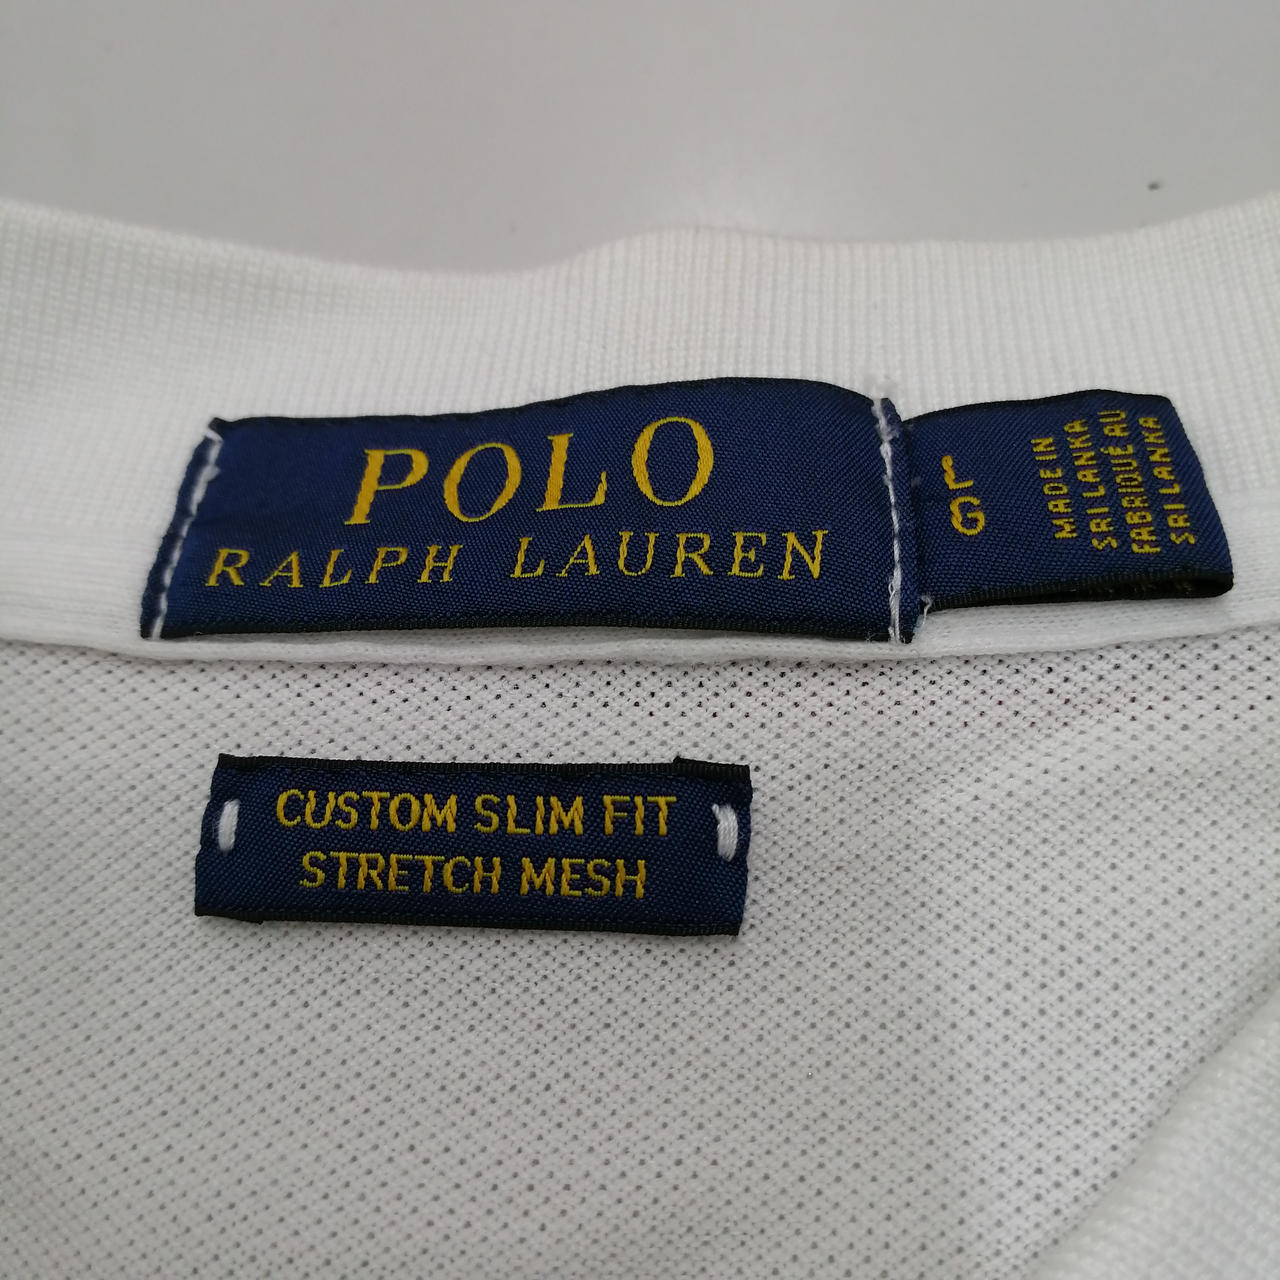 POLO
RALPH LAUREN
L
G
MADE IN
SRI LANKA
FABRIQUÉ AU
SRI LANKA
CUSTOM SLIM FIT
STRETCH MESH